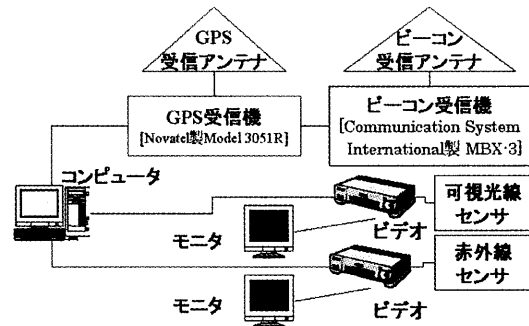 GPS
受信アンテナ
ビーコン
受信アンテナ
GPS受信機
[Novatel製Model 3051R]
ビーコン受信機
[Communication System
International製 MBX-3]
コンピュータ
可視光線
センサ
モニタ
ビデオ
赤外線
センサ
モニタ
ビデオ